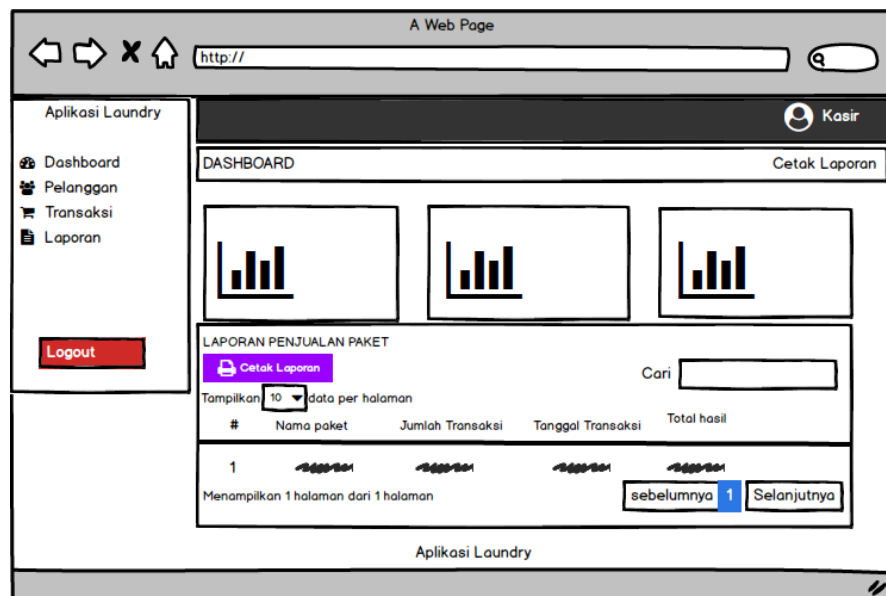 A Web Page
http://
Aplikasi Laundry
Kasir
Dashboard
Pelanggan
Transaksi
Laporan
Logout
DASHBOARD
Cetak Laporan
LAPORAN PENJUALAN PAKET
Cetak Laporan
Cari
Tampilkan 10 data per halaman
# Nama paket Jumlah Transaksi Tanggal Transaksi Total hasil
1
Menampilkan 1 halaman dari 1 halaman
sebelumnya 1 Selanjutnya
Aplikasi Laundry